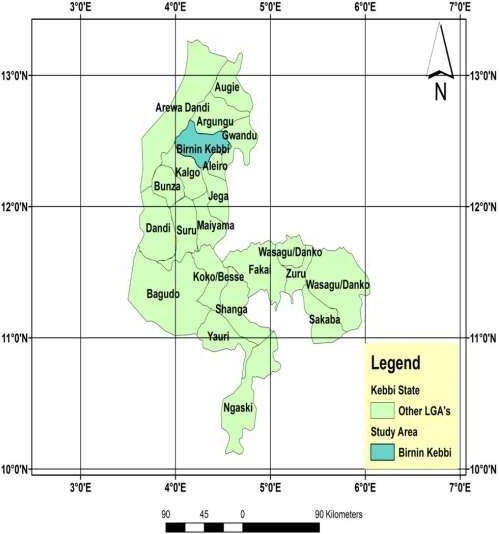 3°0'E 4°0'E 5°0'E 6°0'E 7°0'E
13°0'N 13°0'N
Augie
Arewa Dandi
Argungu
Gwandu
Birnin Kebbi
Aleiro
Kalgo
Bunza
Jega
12°0'N 12°0'N
Dandi Suru Maiyama
Wasagu/Danko
Koko/Besse Fakai Zuru
Wasagu/Danko
Bagudo
Shanga
Sakaba
Yauri
11°0'N 11°0'N
Ngaski
10°0'N 10°0'N
3°0'E 4°0'E 5°0'E 6°0'E 7°0'E
N
Legend
Kebbi State
Other LGA's
Study Area
Birnin Kebbi
90 45 0 90 Kilometers